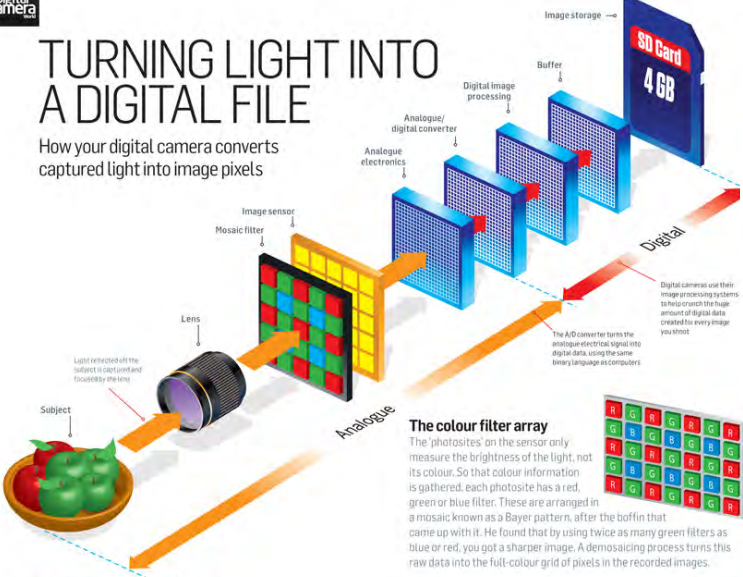 Digital
camera
World
TURNING LIGHT INTO
A DIGITAL FILE
How your digital camera converts
captured light into image pixels
Image storage
SD Card
4 GB
Buffer
Digital image
processing
Analogue/
digital converter
Analogue
electronics
Image sensor
Mosaic filter
Lens
Light reflected off the
subject is captured and
focused by the lens
Subject
Analogue
Digital
Digital cameras use their
image processing systems
to help crunch the huge
amount of digital data
created for every image
you shoot
The A/D converter turns the
analogue electrical signal into
digital data, using the same
binary language as computers
The colour filter array
The 'photosites' on the sensor only
measure the brightness of the light, not
its colour. So that colour information
is gathered, each photosite has a red,
green or blue filter. These are arranged in
a mosaic known as a Bayer pattern, after the boffin that
came up with it. He found that by using twice as many green filters as
blue or red, you got a sharper image. A demosaicing process turns this
raw data into the full-colour grid of pixels in the recorded images.
R G R G R G R
G B G B G B G
R G R G R G R
G B G B G B G
R G R G R G R